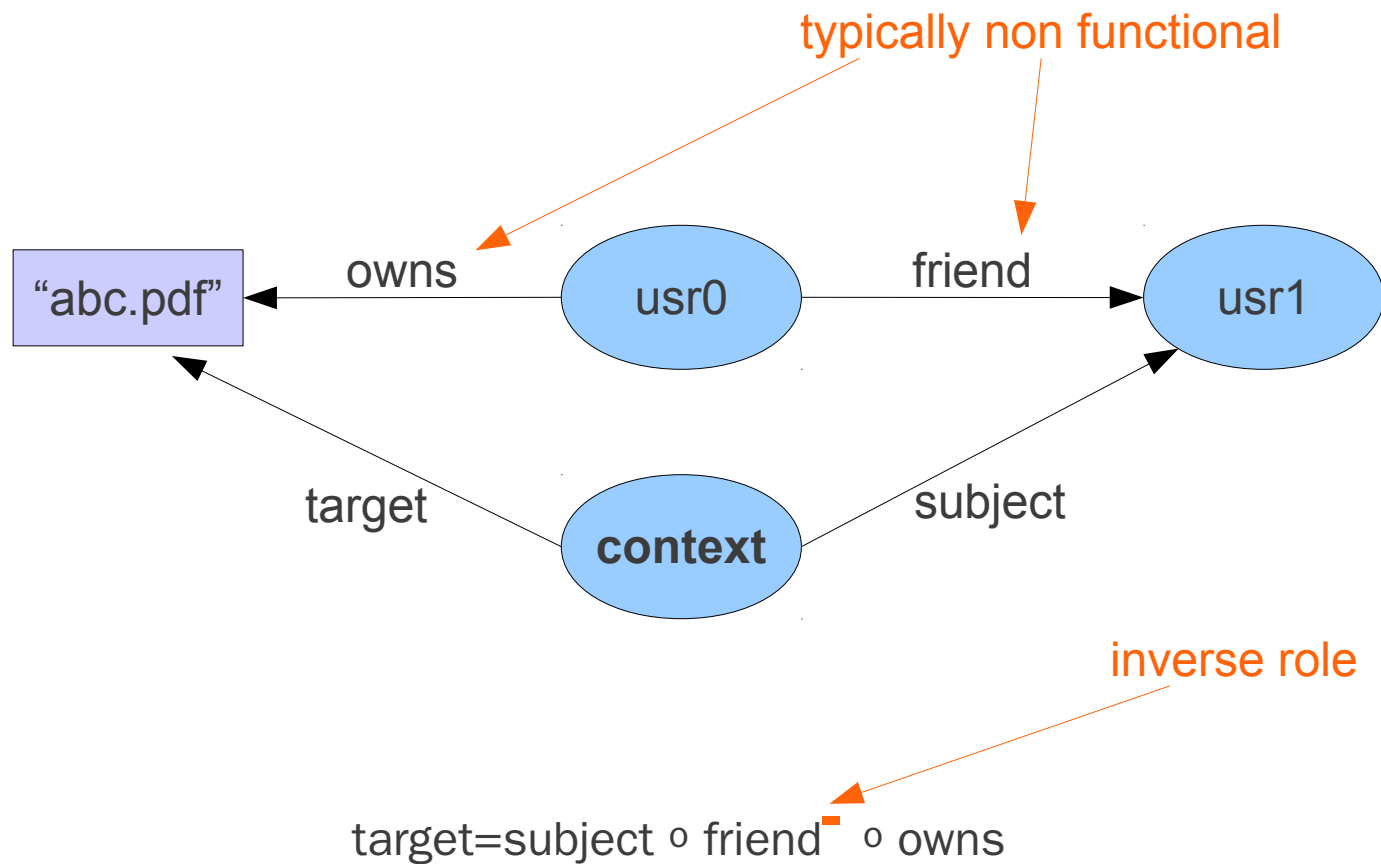 typically non functional
owns
friend
“abc.pdf”
usr0
usr1
target
subject
context
inverse role
target=subject o friend⁻ o owns